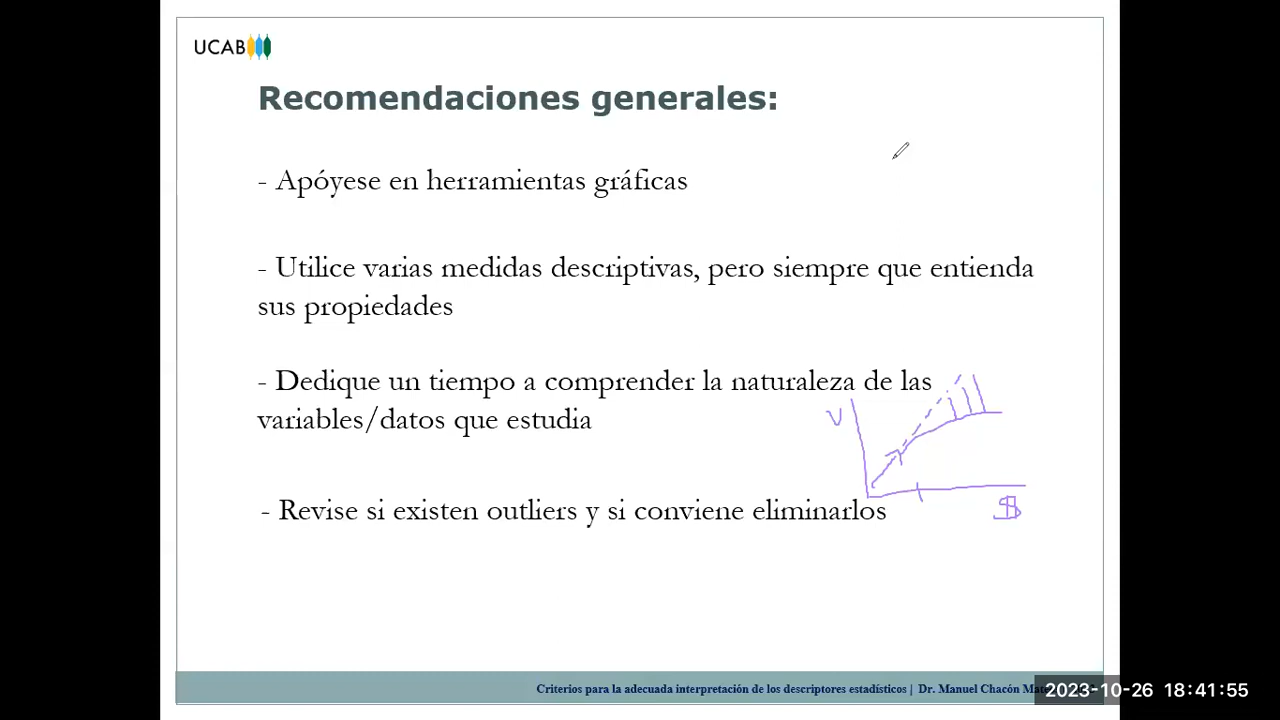 UCAB
Recomendaciones generales:
- Apóyese en herramientas gráficas
- Utilice varias medidas descriptivas, pero siempre que entienda
sus propiedades
- Dedique un tiempo a comprender la naturaleza de las
variables/datos que estudia
V
- Revise si existen outliers y si conviene eliminarlos
$
Criterios para la adecuada interpretación de los descriptores estadísticos | Dr. Manuel Chacón
2023-10-26 18:41:55